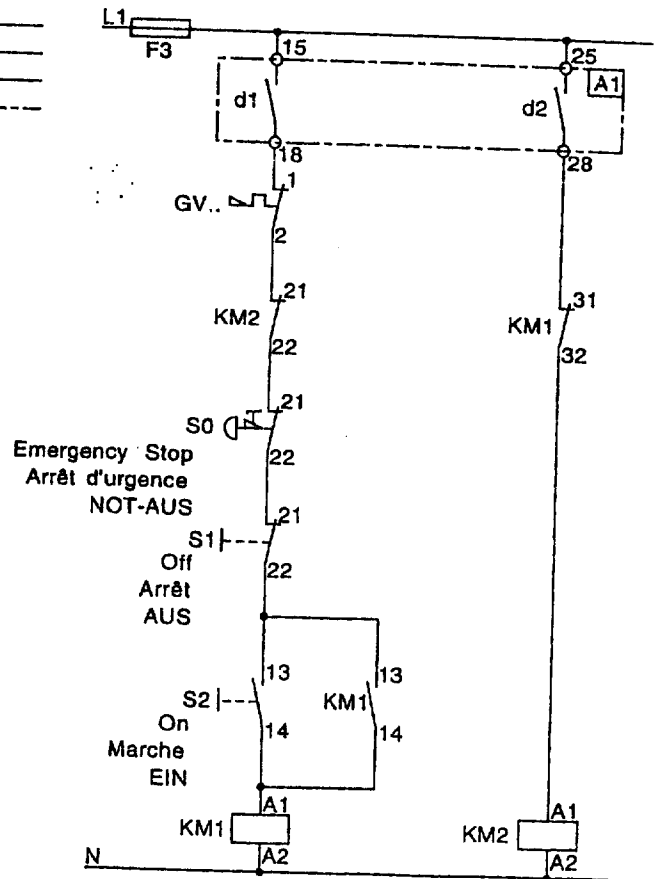 L1
F3
15
25
A1
d1
d2
18
28
1
GV..
2
21
KM2
22
31
KM1
32
21
S0
22
Emergency Stop
Arrêt d'urgence
NOT-AUS
21
S1
22
Off
Arrêt
AUS
13
13
S2
KM1
14
14
On
Marche
EIN
A1
KM1
A2
A1
KM2
A2
N